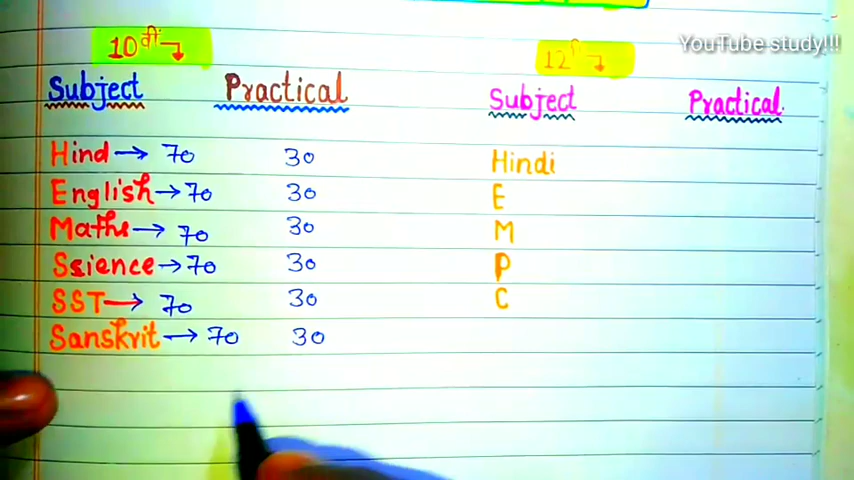 YouTube study!!!
10वीं
12th
Subject Practical
Subject Practical
Hind → 70 30
English → 70 30
Maths → 70 30
Ssience → 70 30
SST → 70 30
Sanskrit → 70 30
Hindi
E
M
P
C